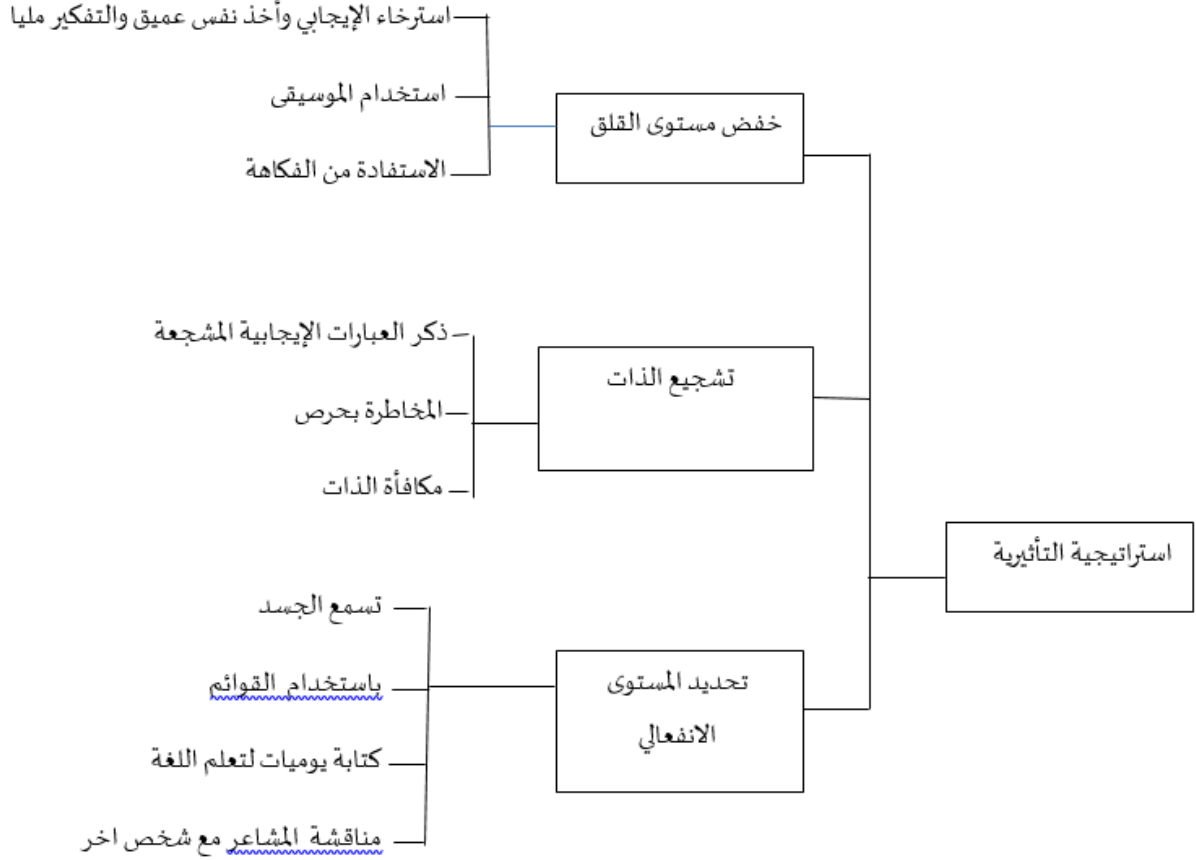 استرخاء الإيجابي وأخذ نفس عميق والتفكير مليا
استخدام الموسيقى
خفض مستوى القلق
الاستفادة من الفكاهة
ذكر العبارات الإيجابية المشجعة
تشجيع الذات
المخاطرة بحرص
مكافأة الذات
استراتيجية التأثيرية
تسمع الجسد
تحديد المستوى
الانفعالي
باستخدام القوائم
كتابة يوميات لتعلم اللغة
مناقشة المشاعر مع شخص اخر